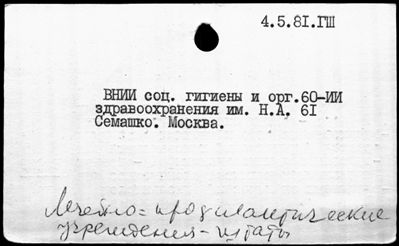 4.5.81.ГШ
ВНИИ соц. гигиены и орг.60-ИИ
здравоохранения им. Н.А. 61
Семашко. Москва.
Лечебно=профилактические
учреждения - штаты